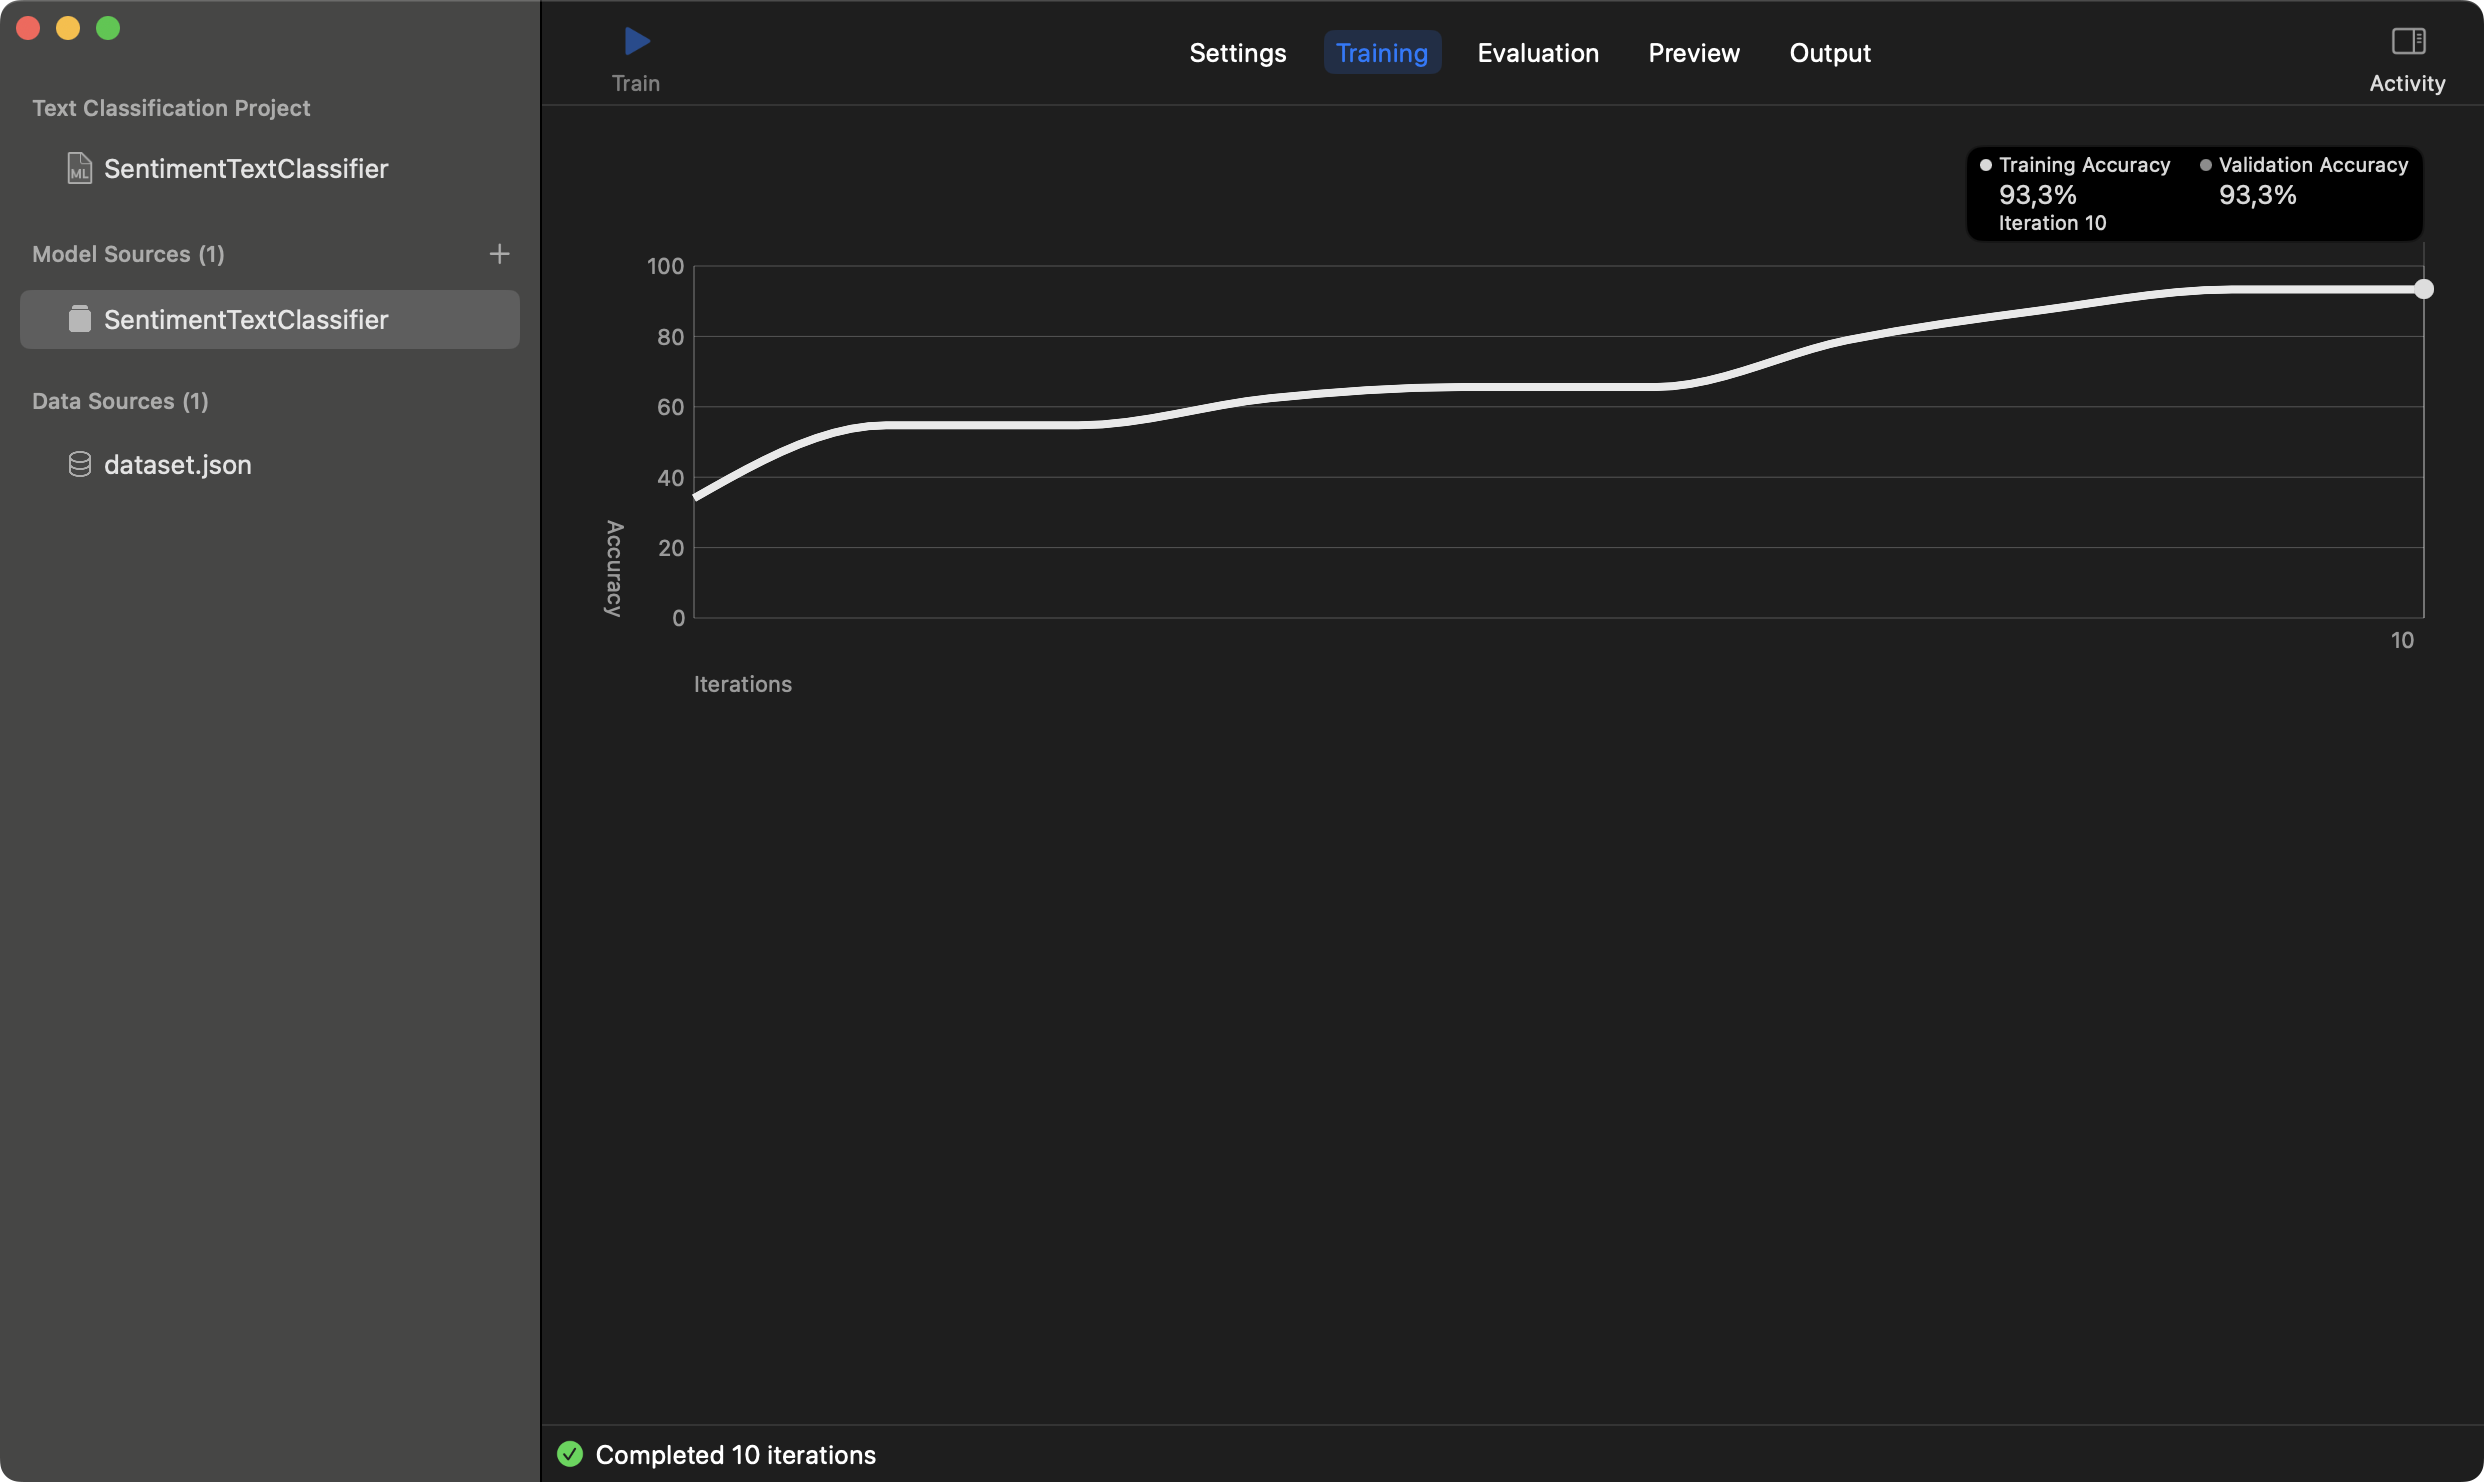 Text Classification Project
ML
SentimentTextClassifier
Model Sources (1)
SentimentTextClassifier
Data Sources (1)
dataset.json
Train
Settings Training Evaluation Preview Output
Activity
Training Accuracy Validation Accuracy
93,3% 93,3%
Iteration 10
100
80
60
40
20
0
Accuracy
10
Iterations
Completed 10 iterations